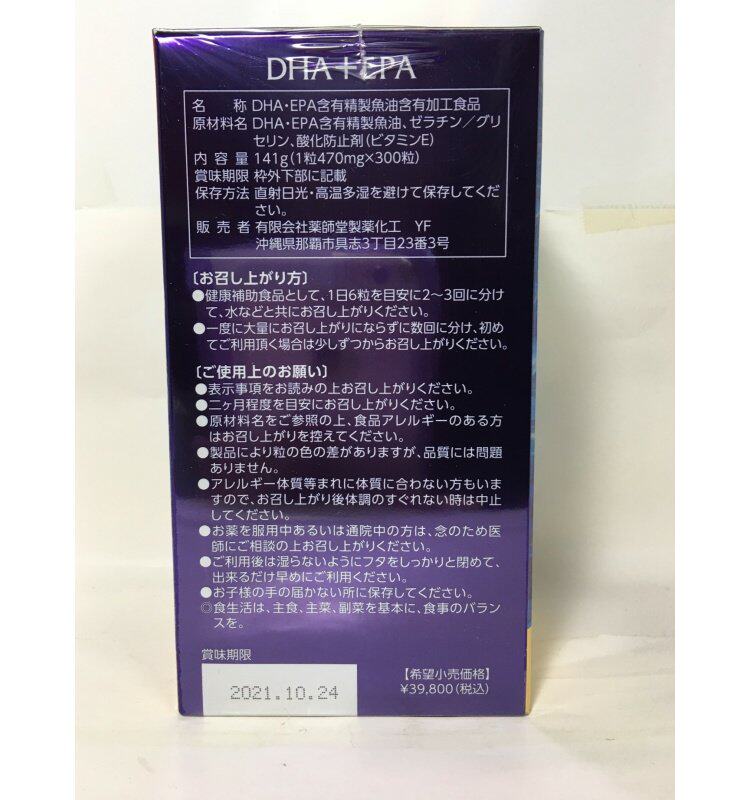 DHA+EPA
名称 DHA・EPA含有精製魚油含有加工食品
原材料名 DHA・EPA含有精製魚油、ゼラチン／グリ
セリン、酸化防止剤（ビタミンE）
内容量 141g（1粒470mg×300粒）
賞味期限 枠外下部に記載
保存方法 直射日光・高温多湿を避けて保存してくだ
さい。
販売者 有限会社薬師堂製薬化工 YF
沖縄県那覇市具志3丁目23番3号
〔お召し上がり方〕
●健康補助食品として、1日6粒を目安に2〜3回に分け
て、水などと共にお召し上がりください。
●一度に大量にお召し上がりにならずに数回に分け、初め
てご利用頂く場合は少しずつからお召し上がりください。
〔ご使用上のお願い〕
●表示事項をお読みの上お召し上がりください。
●二ヶ月程度を目安にお召し上がりください。
●原材料名をご参照の上、食品アレルギーのある方
はお召し上がりを控えてください。
●製品により粒の色の差がありますが、品質には問題
ありません。
●アレルギー体質等まれに体質に合わない方もいま
すので、お召し上がり後体調のすぐれない時は中止
してください。
●お薬を服用中あるいは通院中の方は、念のため医
師にご相談の上お召し上がりください。
●ご利用後は湿らないようにフタをしっかりと閉めて、
出来るだけ早めにご利用ください。
●お子様の手の届かない所に保存してください。
◎食生活は、主食、主菜、副菜を基本に、食事のバラン
スを。
賞味期限
2021.10.24
【希望小売価格】
¥39,800（税込）